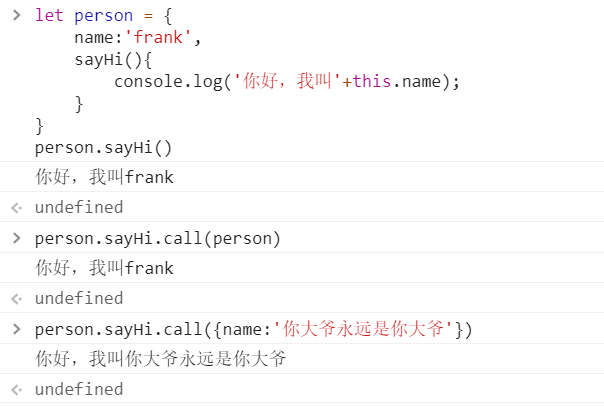 > let person = {
    name:'frank',
    sayHi(){
        console.log('你好，我叫'+this.name);
    }
}
person.sayHi()
你好，我叫frank
undefined
> person.sayHi.call(person)
你好，我叫frank
undefined
> person.sayHi.call({name:'你大爷永远是你大爷'})
你好，我叫你大爷永远是你大爷
undefined